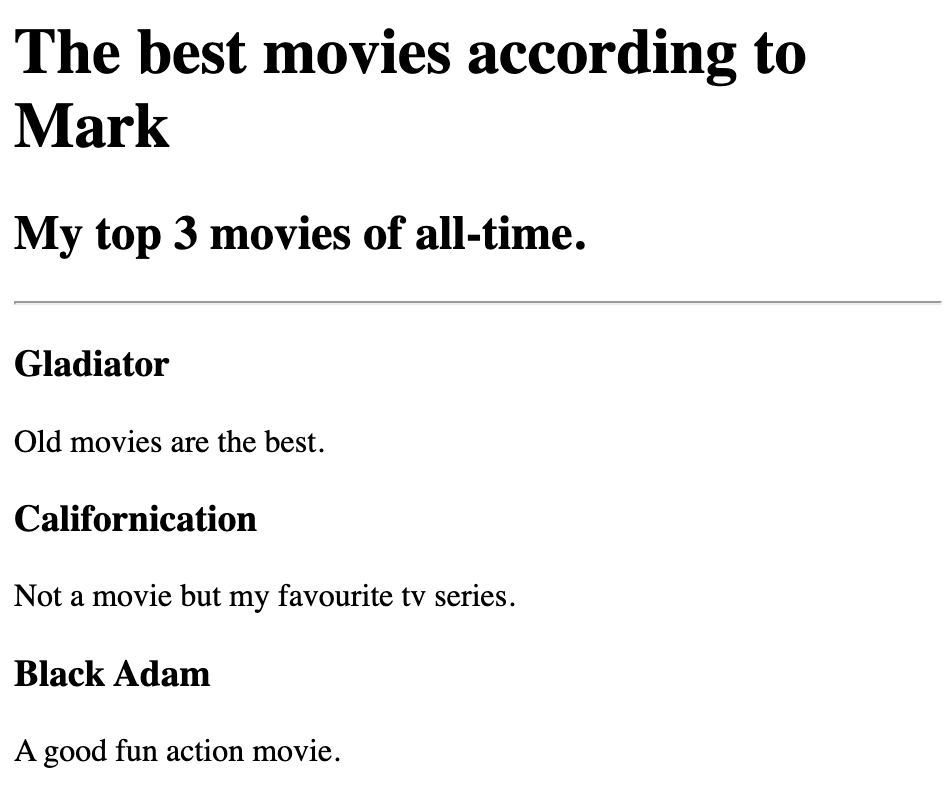 The best movies according to
Mark
My top 3 movies of all-time.
Gladiator
Old movies are the best.
Californication
Not a movie but my favourite tv series.
Black Adam
A good fun action movie.